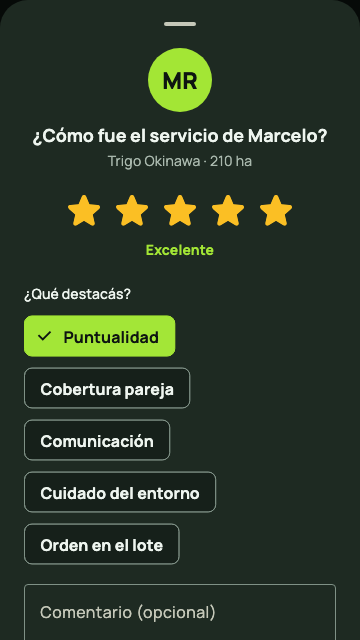 MR
¿Cómo fue el servicio de Marcelo?
Trigo Okinawa · 210 ha
Excelente
¿Qué destacás?
Puntualidad
Cobertura pareja
Comunicación
Cuidado del entorno
Orden en el lote
Comentario (opcional)